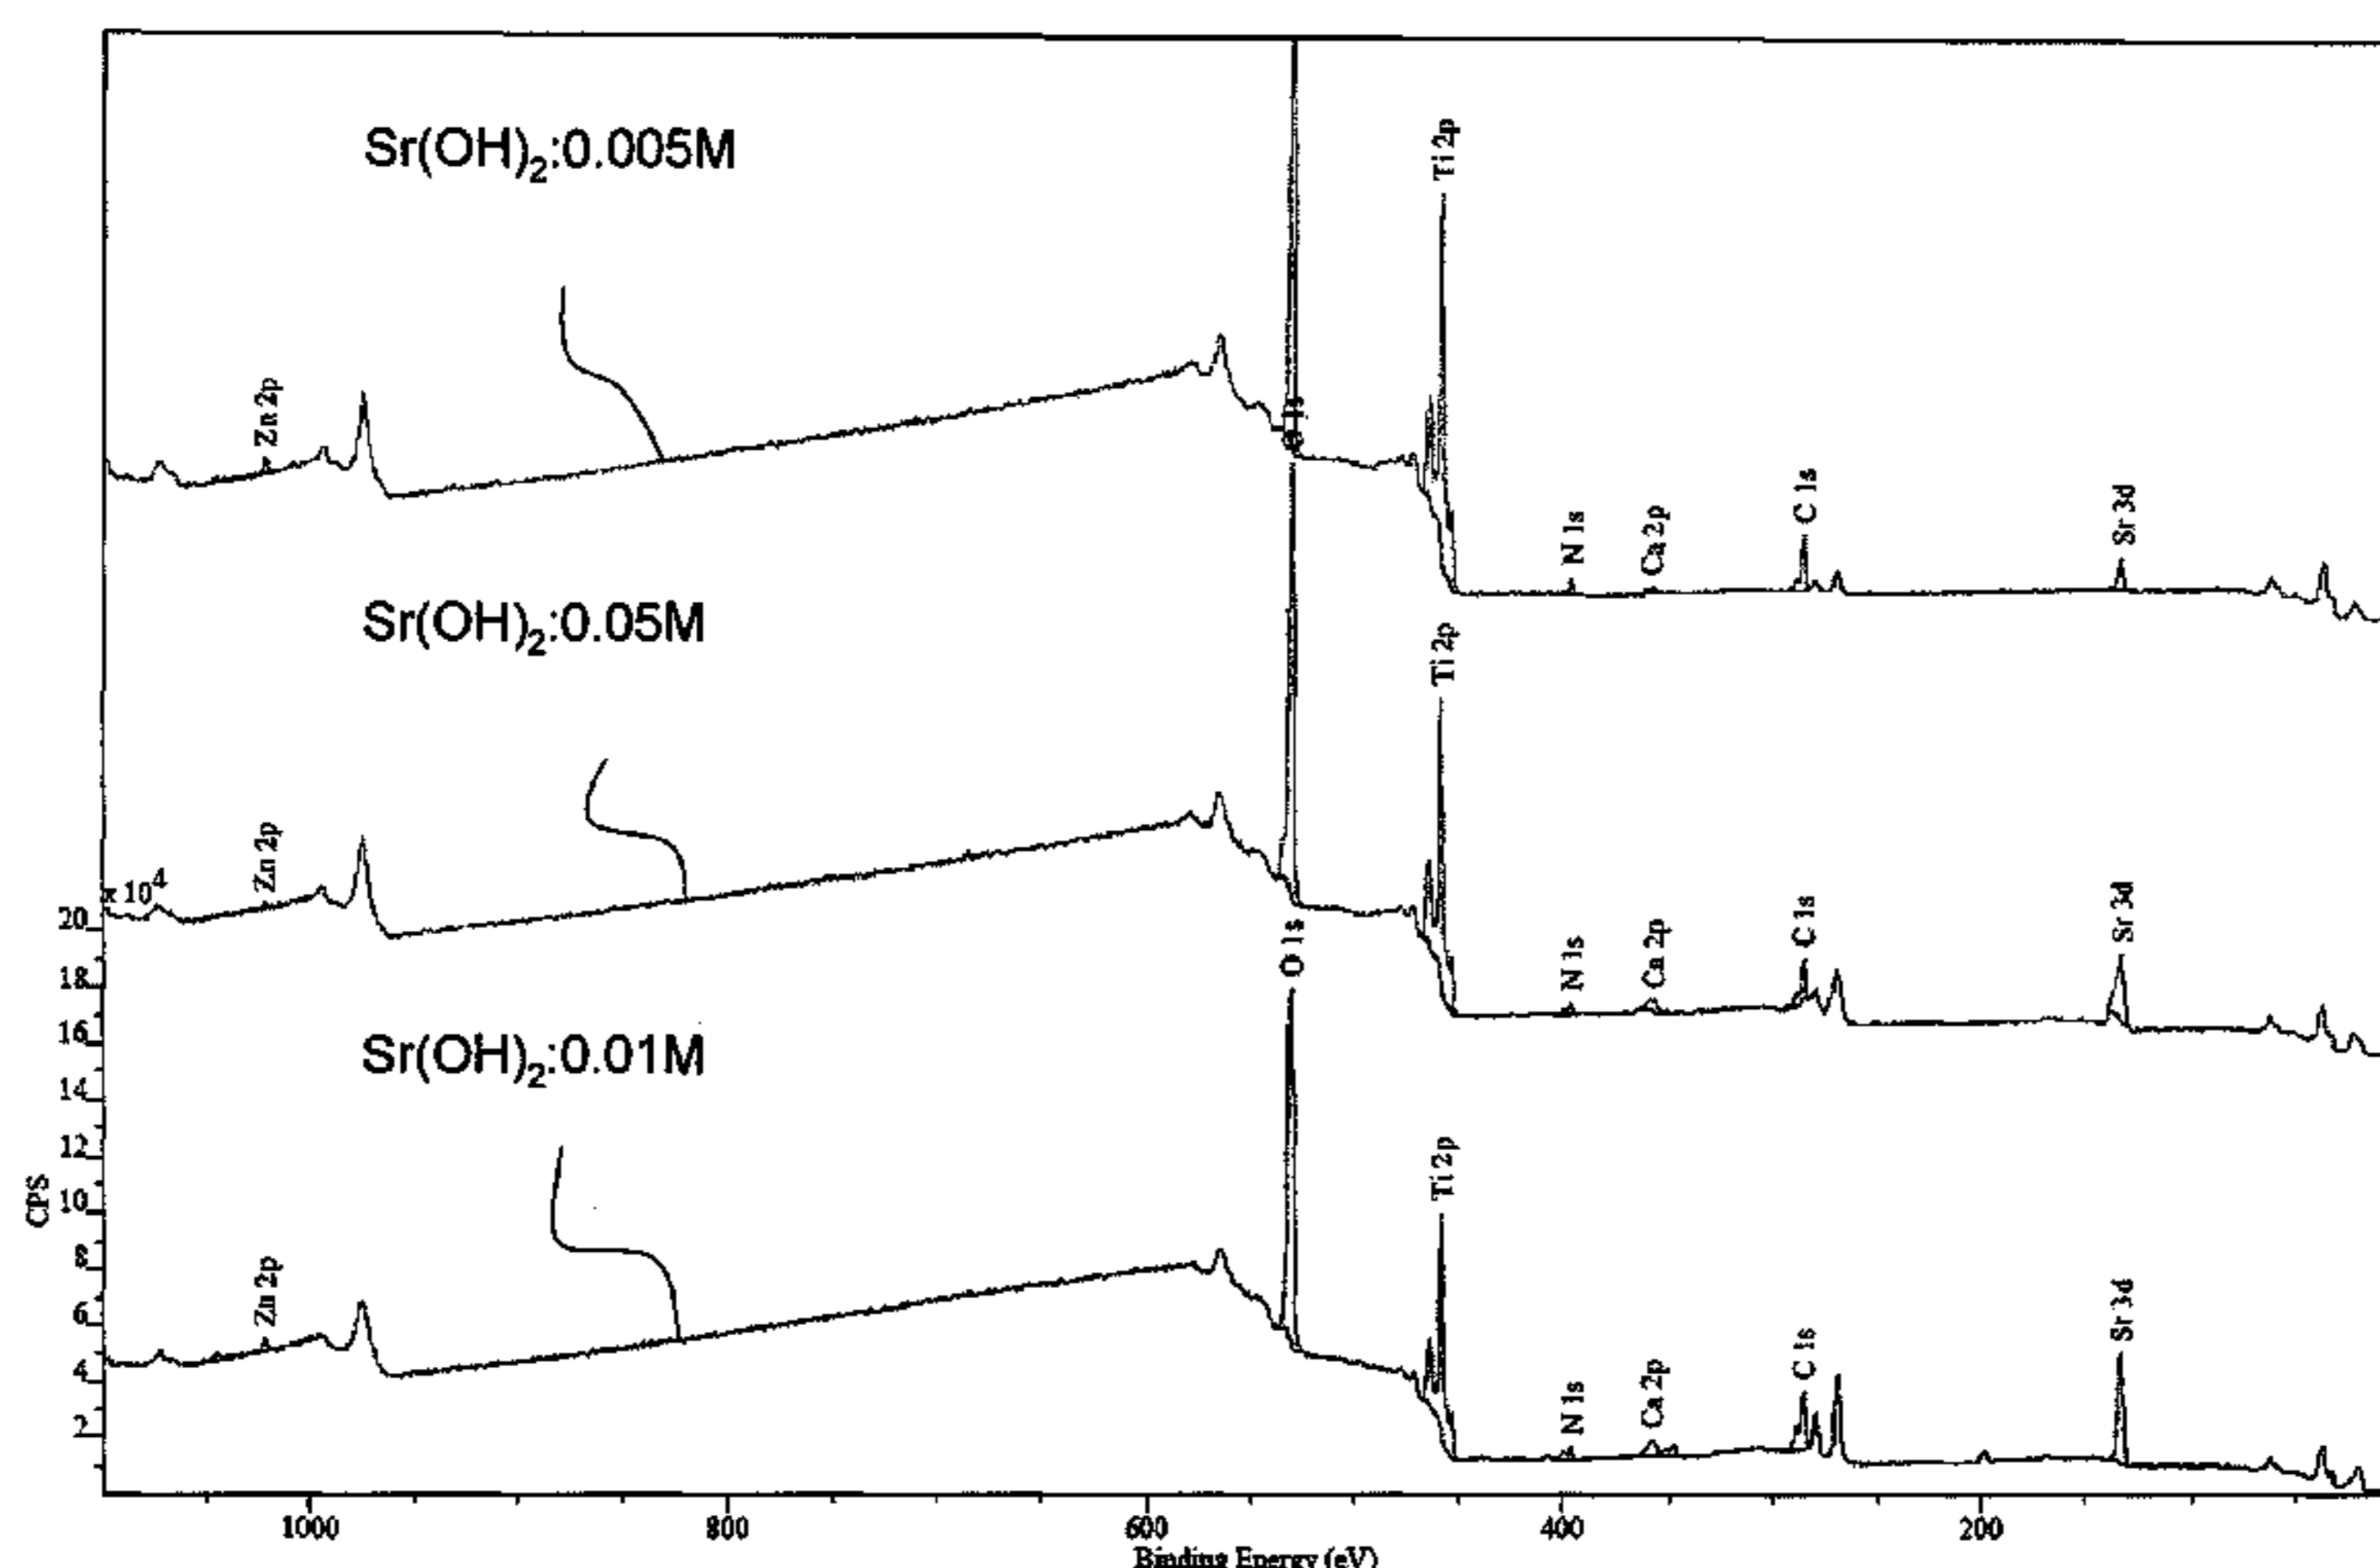 Sr(OH)2:0.005M
Ti 2p
Zn 2p
C 1s
Sr 3d
N 1s
Ca 2p
Sr(OH)2:0.05M
Ti 2p
Zn 2p
x 10^4
C 1s
Sr 3d
O 1s
N 1s
Ca 2p
Sr(OH)2:0.01M
Ti 2p
Zn 2p
Sr 3d
C 1s
Ca 2p
N 1s
20
18
16
14
12
10
8
6
4
2
CPS
1000 800 600 400 200
Binding Energy (eV)